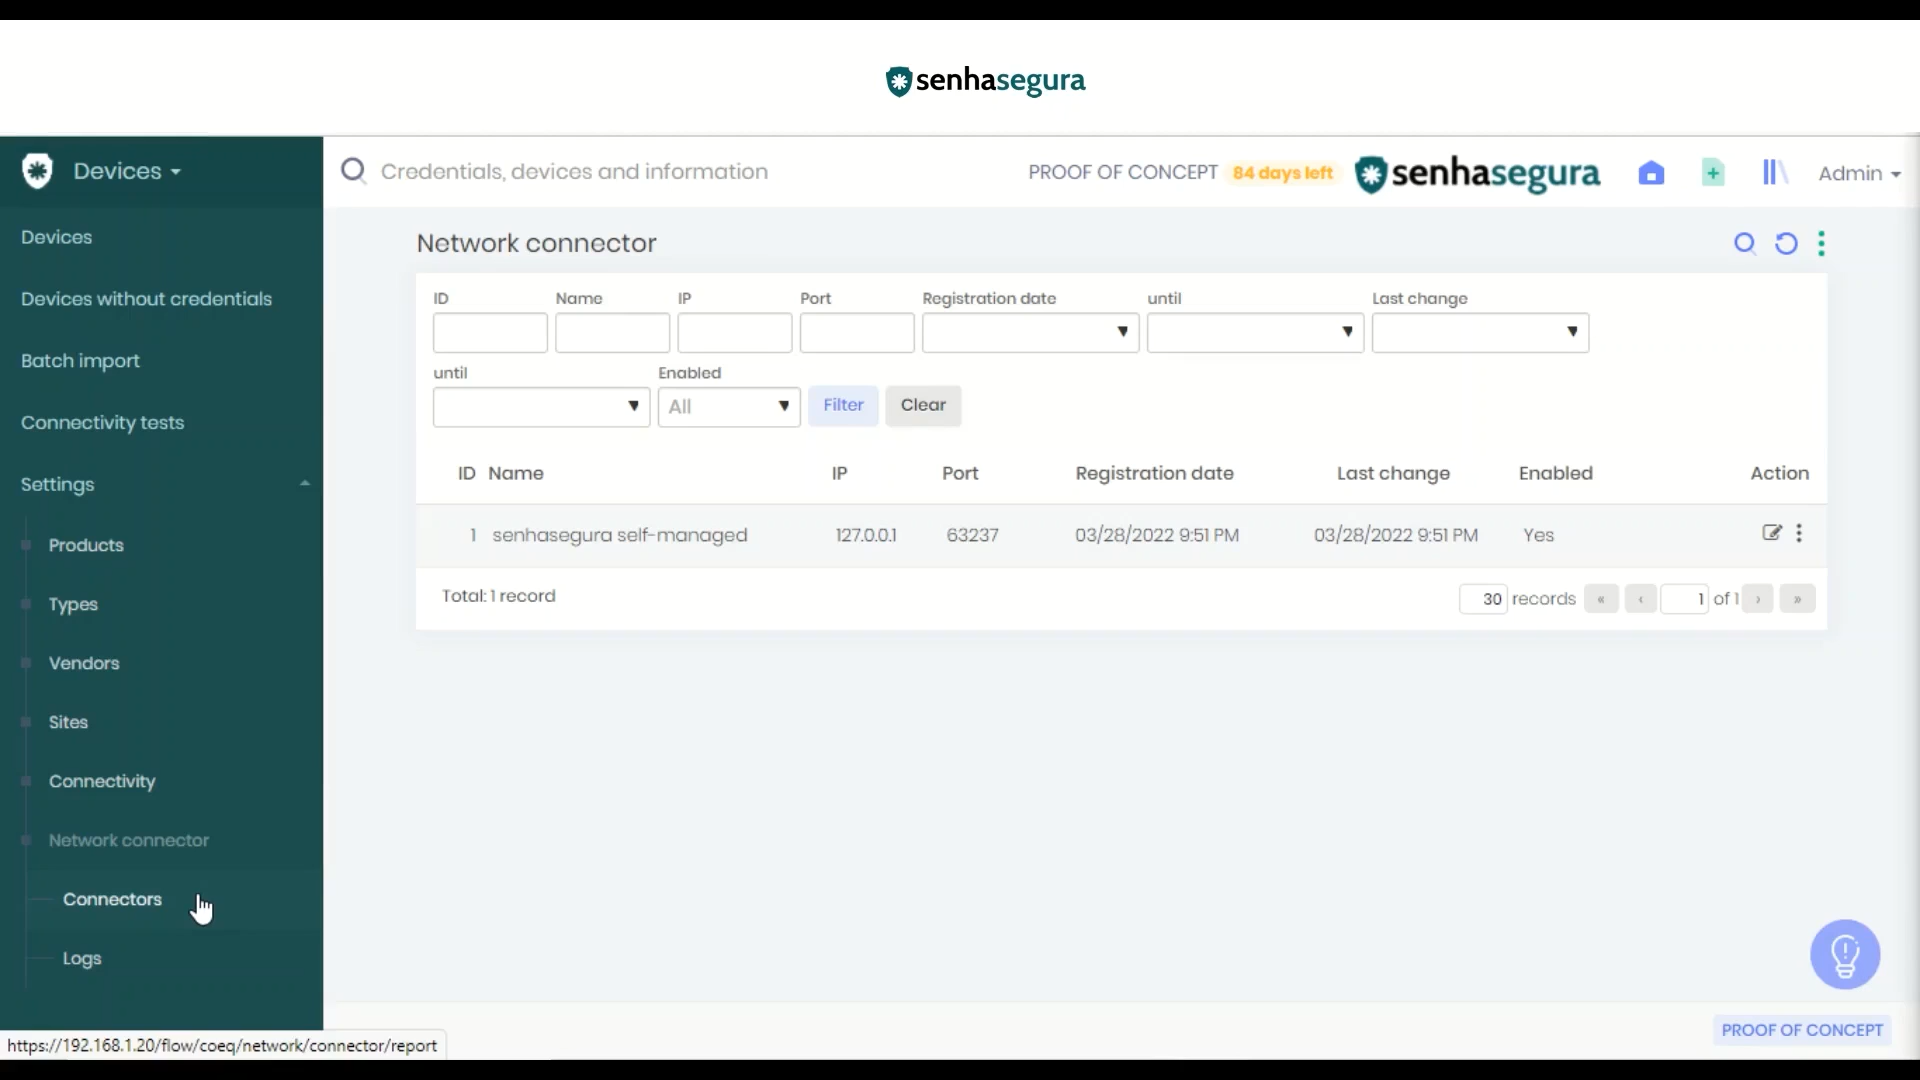 senhasegura
Devices
Credentials, devices and information
PROOF OF CONCEPT 84 days left
senhasegura
Admin
Devices
Devices without credentials
Batch import
Connectivity tests
Settings
Products
Types
Vendors
Sites
Connectivity
Network connector
Connectors
Logs
Network connector
ID Name IP Port Registration date until Last change
until Enabled
All Filter Clear
ID Name IP Port Registration date Last change Enabled Action
1 senhasegura self-managed 127.0.0.1 63237 03/28/2022 9:51 PM 03/28/2022 9:51 PM Yes
Total: 1 record
30 records « ‹ 1 of 1 › »
https://192.168.1.20/flow/coeq/network/connector/report
PROOF OF CONCEPT